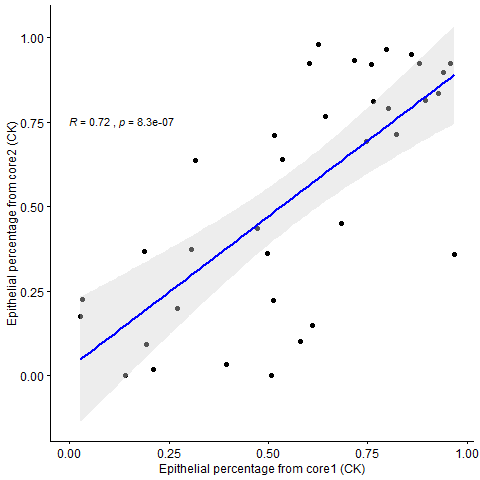 1.00
0.75
0.50
0.25
0.00
Epithelial percentage from core2 (CK)
R = 0.72 , p = 8.3e-07
0.00 0.25 0.50 0.75 1.00
Epithelial percentage from core1 (CK)